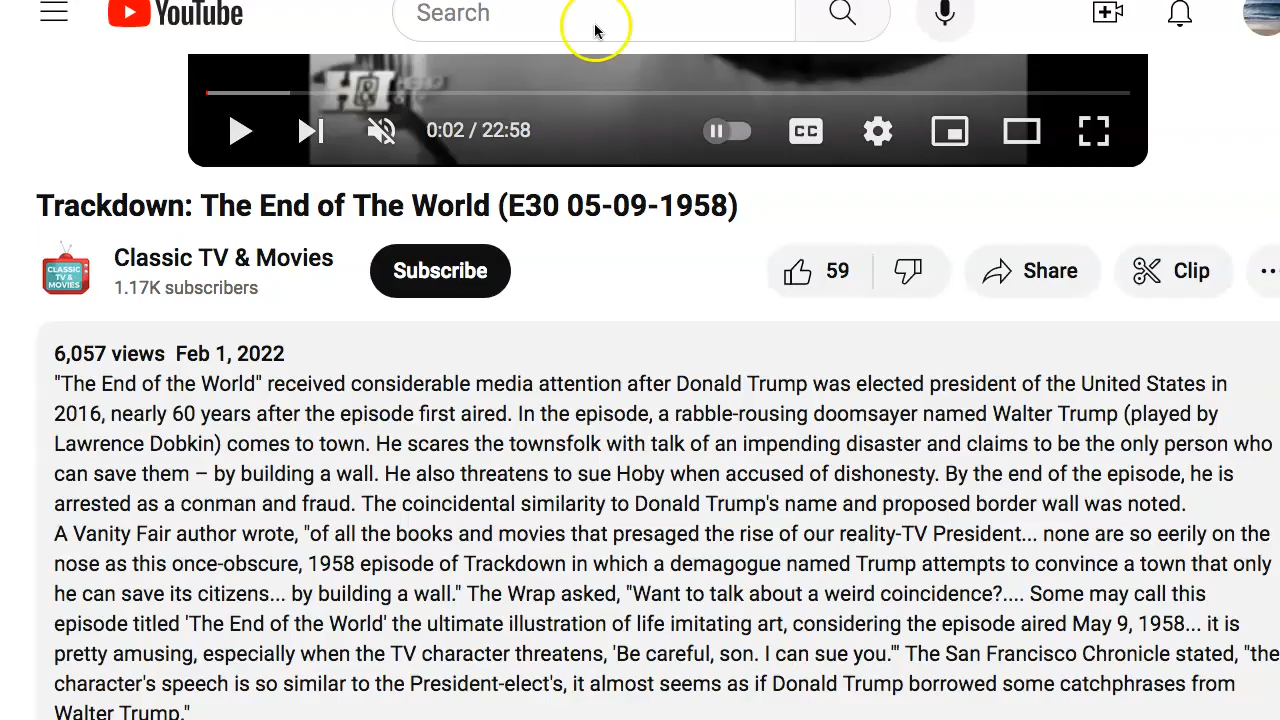 YouTube
Search
H&I
0:02 / 22:58
CC
Trackdown: The End of The World (E30 05-09-1958)
CLASSIC
TV &
MOVIES
Classic TV & Movies
1.17K subscribers
Subscribe
59
Share
Clip
6,057 views Feb 1, 2022
"The End of the World" received considerable media attention after Donald Trump was elected president of the United States in
2016, nearly 60 years after the episode first aired. In the episode, a rabble-rousing doomsayer named Walter Trump (played by
Lawrence Dobkin) comes to town. He scares the townsfolk with talk of an impending disaster and claims to be the only person who
can save them – by building a wall. He also threatens to sue Hoby when accused of dishonesty. By the end of the episode, he is
arrested as a conman and fraud. The coincidental similarity to Donald Trump's name and proposed border wall was noted.
A Vanity Fair author wrote, "of all the books and movies that presaged the rise of our reality-TV President... none are so eerily on the
nose as this once-obscure, 1958 episode of Trackdown in which a demagogue named Trump attempts to convince a town that only
he can save its citizens... by building a wall." The Wrap asked, "Want to talk about a weird coincidence?.... Some may call this
episode titled 'The End of the World' the ultimate illustration of life imitating art, considering the episode aired May 9, 1958... it is
pretty amusing, especially when the TV character threatens, 'Be careful, son. I can sue you.'" The San Francisco Chronicle stated, "the
character's speech is so similar to the President-elect's, it almost seems as if Donald Trump borrowed some catchphrases from
Walter Trump."